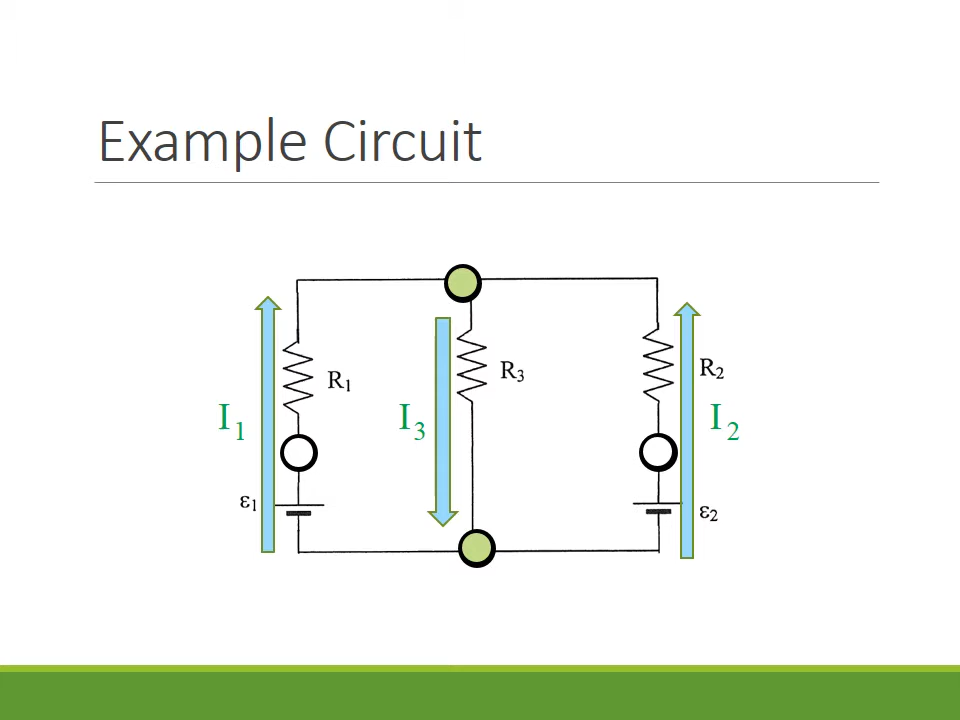 Example Circuit
R1
R3
R2
I1
I3
I2
ε1
ε2